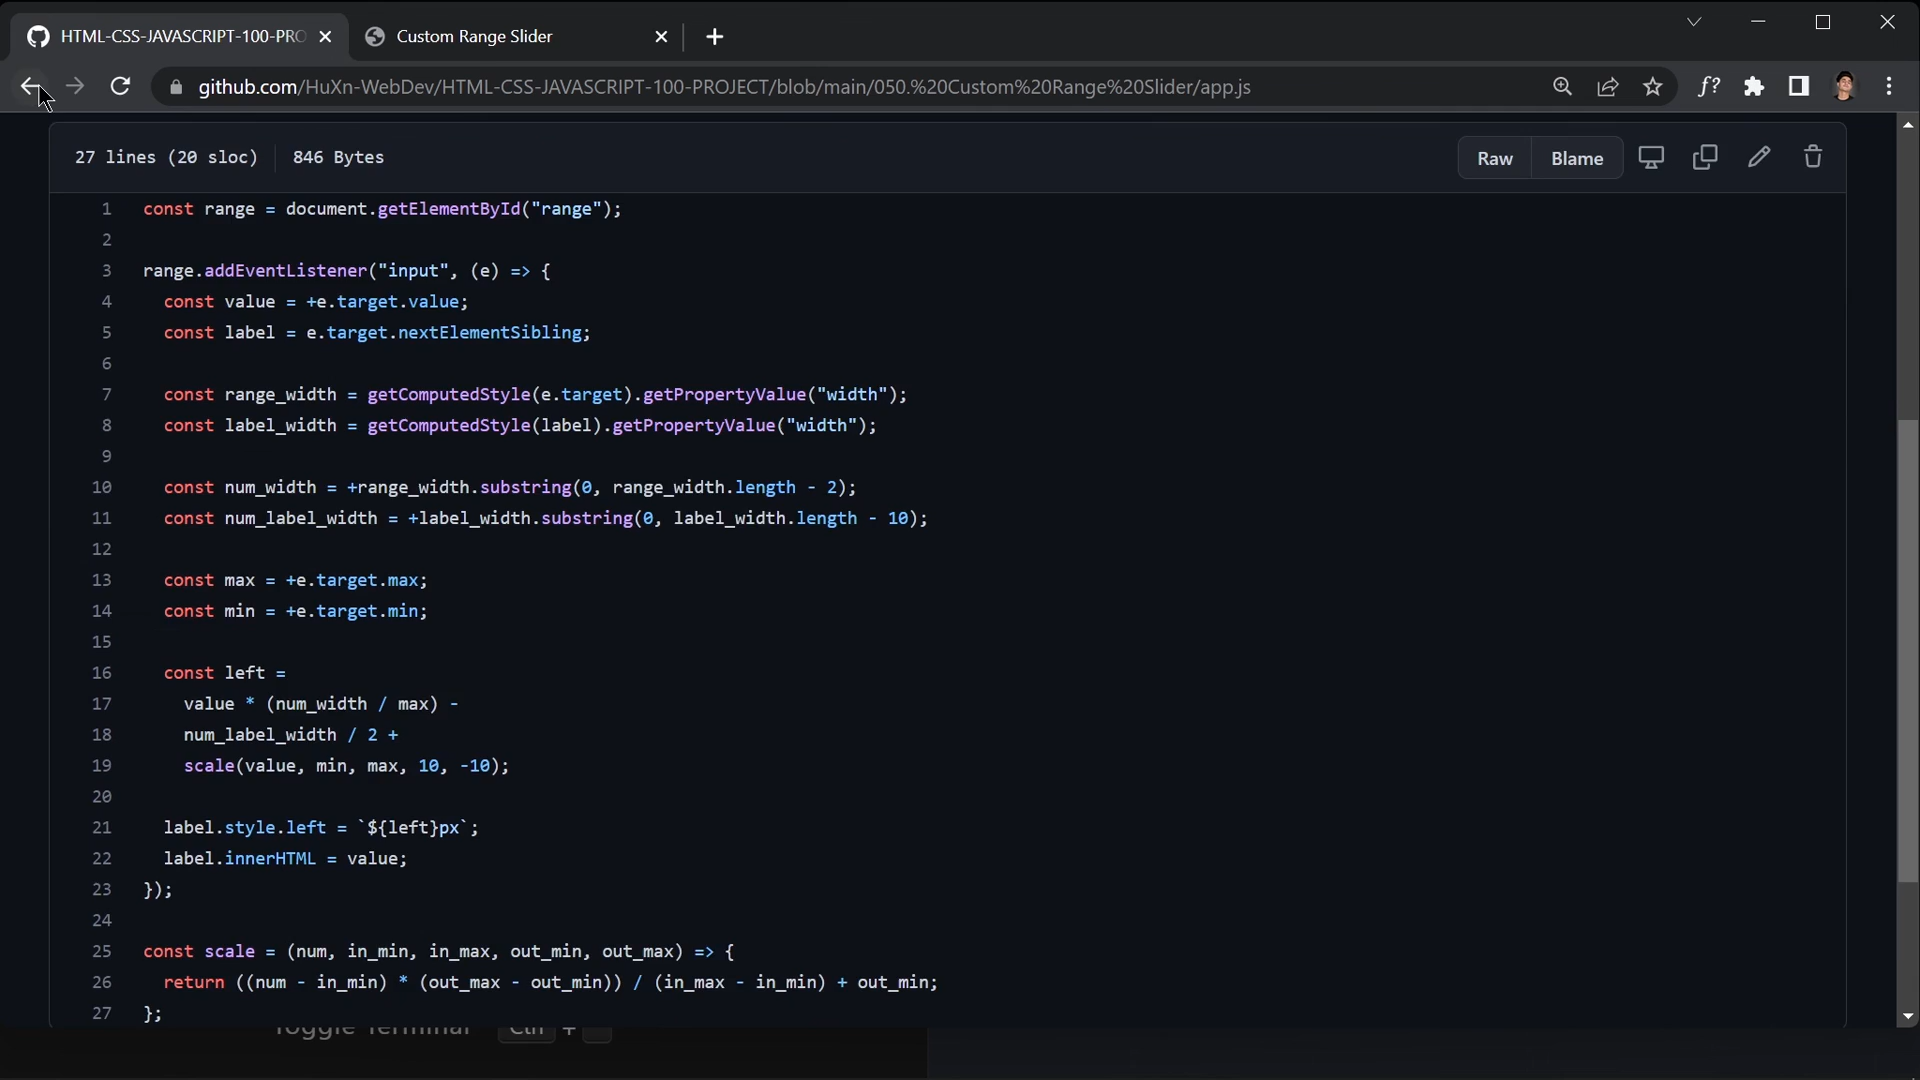 HTML-CSS-JAVASCRIPT-100-PRO
Custom Range Slider
github.com/HuXn-WebDev/HTML-CSS-JAVASCRIPT-100-PROJECT/blob/main/050.%20Custom%20Range%20Slider/app.js
f?
27 lines (20 sloc) 846 Bytes
Raw Blame
1 const range = document.getElementById("range");
2
3 range.addEventListener("input", (e) => {
4 const value = +e.target.value;
5 const label = e.target.nextElementSibling;
6
7 const range_width = getComputedStyle(e.target).getPropertyValue("width");
8 const label_width = getComputedStyle(label).getPropertyValue("width");
9
10 const num_width = +range_width.substring(0, range_width.length - 2);
11 const num_label_width = +label_width.substring(0, label_width.length - 10);
12
13 const max = +e.target.max;
14 const min = +e.target.min;
15
16 const left =
17 value * (num_width / max) -
18 num_label_width / 2 +
19 scale(value, min, max, 10, -10);
20
21 label.style.left = `${left}px`;
22 label.innerHTML = value;
23 });
24
25 const scale = (num, in_min, in_max, out_min, out_max) => {
26 return ((num - in_min) * (out_max - out_min)) / (in_max - in_min) + out_min;
27 };
Toggle Terminal Ctrl +